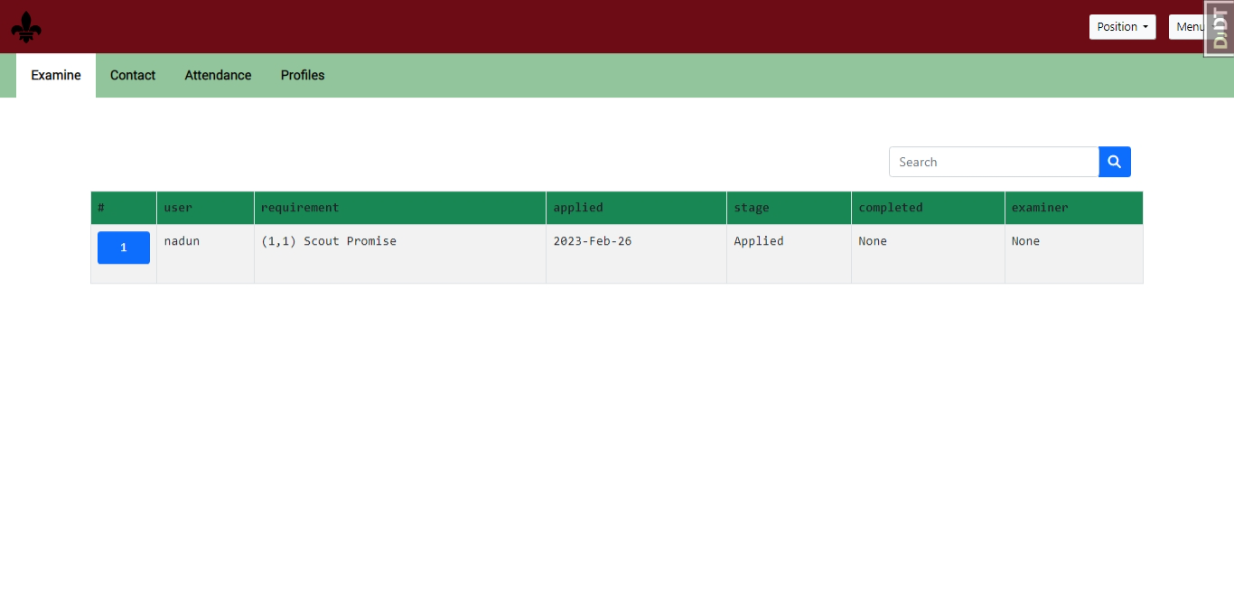 Position Menu
DjDT
Examine Contact Attendance Profiles
Search
# user requirement applied stage completed examiner
1 nadun (1,1) Scout Promise 2023-Feb-26 Applied None None